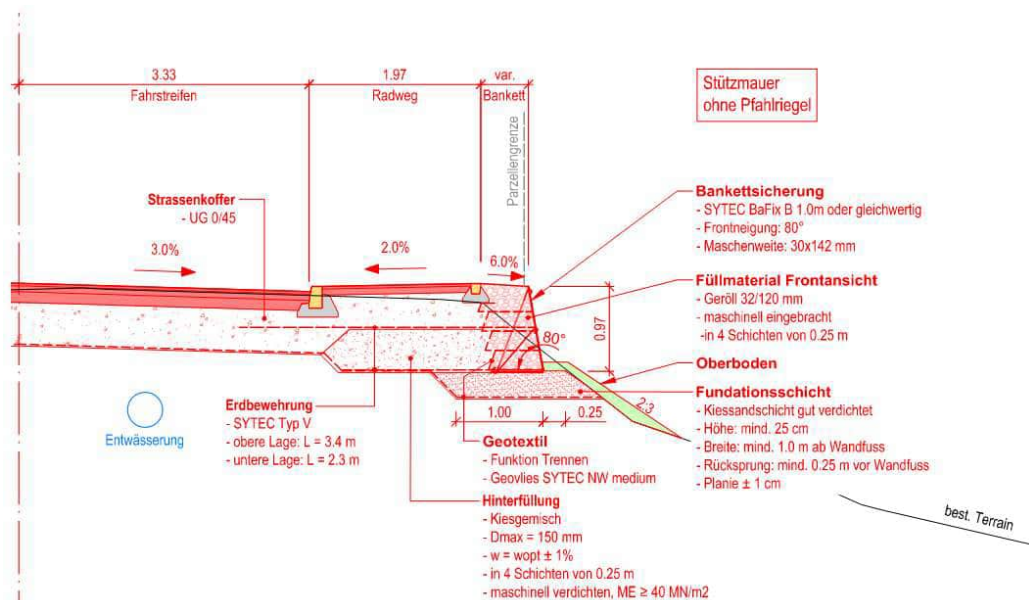 3.33
Fahrstreifen
1.97
Radweg
var.
Bankett
Parzellengrenze
Stützmauer
ohne Pfahlriegel
Strassenkoffer
- UG 0/45
3.0%
2.0%
6.0%
Bankettsicherung
- SYTEC BaFix B 1.0m oder gleichwertig
- Frontneigung: 80°
- Maschenweite: 30x142 mm
Füllmaterial Frontansicht
- Geröll 32/120 mm
- maschinell eingebracht
-in 4 Schichten von 0.25 m
80°
0.97
Oberboden
2:3
Fundationsschicht
- Kiessandschicht gut verdichtet
- Höhe: mind. 25 cm
- Breite: mind. 1.0 m ab Wandfuss
- Rücksprung: mind. 0.25 m vor Wandfuss
- Planie ± 1 cm
1.00
0.25
Entwässerung
Erdbewehrung
- SYTEC Typ V
- obere Lage: L = 3.4 m
- untere Lage: L = 2.3 m
Geotextil
- Funktion Trennen
- Geovlies SYTEC NW medium
Hinterfüllung
- Kiesgemisch
- Dmax = 150 mm
- w = wopt ± 1%
- in 4 Schichten von 0.25 m
- maschinell verdichten, ME ≥ 40 MN/m2
best. Terrain